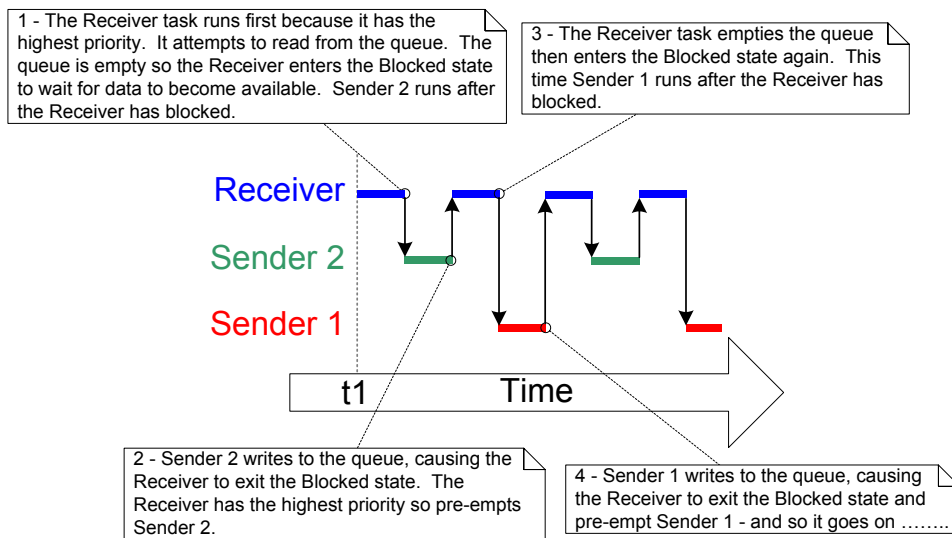 1 - The Receiver task runs first because it has the
highest priority.  It attempts to read from the queue.  The
queue is empty so the Receiver enters the Blocked state
to wait for data to become available.  Sender 2 runs after
the Receiver has blocked.
3 - The Receiver task empties the queue
then enters the Blocked state again.  This
time Sender 1 runs after the Receiver has
blocked.
Receiver
Sender 2
Sender 1
t1
Time
2 - Sender 2 writes to the queue, causing the
Receiver to exit the Blocked state.  The
Receiver has the highest priority so pre-empts
Sender 2.
4 - Sender 1 writes to the queue, causing
the Receiver to exit the Blocked state and
pre-empt Sender 1 - and so it goes on ........